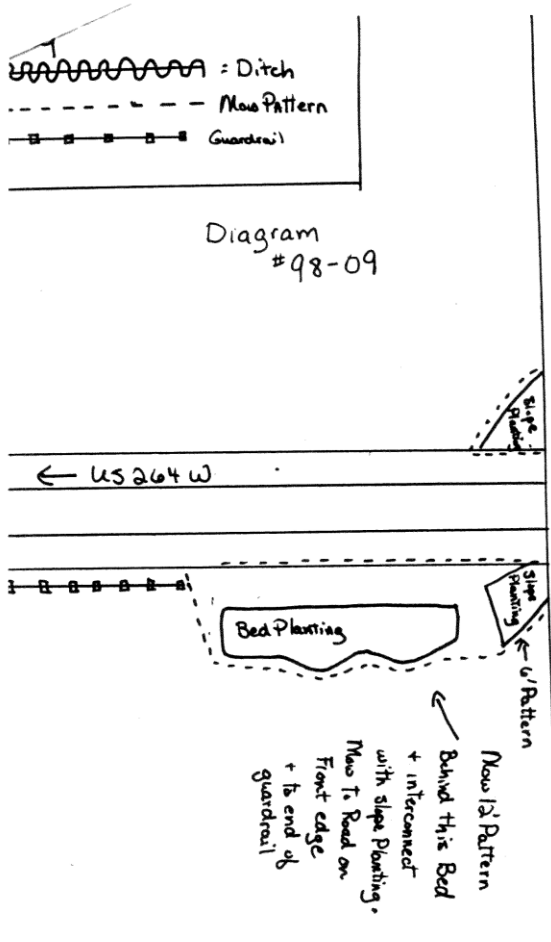 = Ditch
Mow Pattern
Guardrail
Diagram
#98-09
Slope
Planting
← US 264 W
Slope
Planting
Bed Planting
← 6' Pattern
Mow 12' Pattern
Behind this Bed
+ interconnect
with slope Planting.
Mow To Road on
Front edge
+ to end of
guardrail